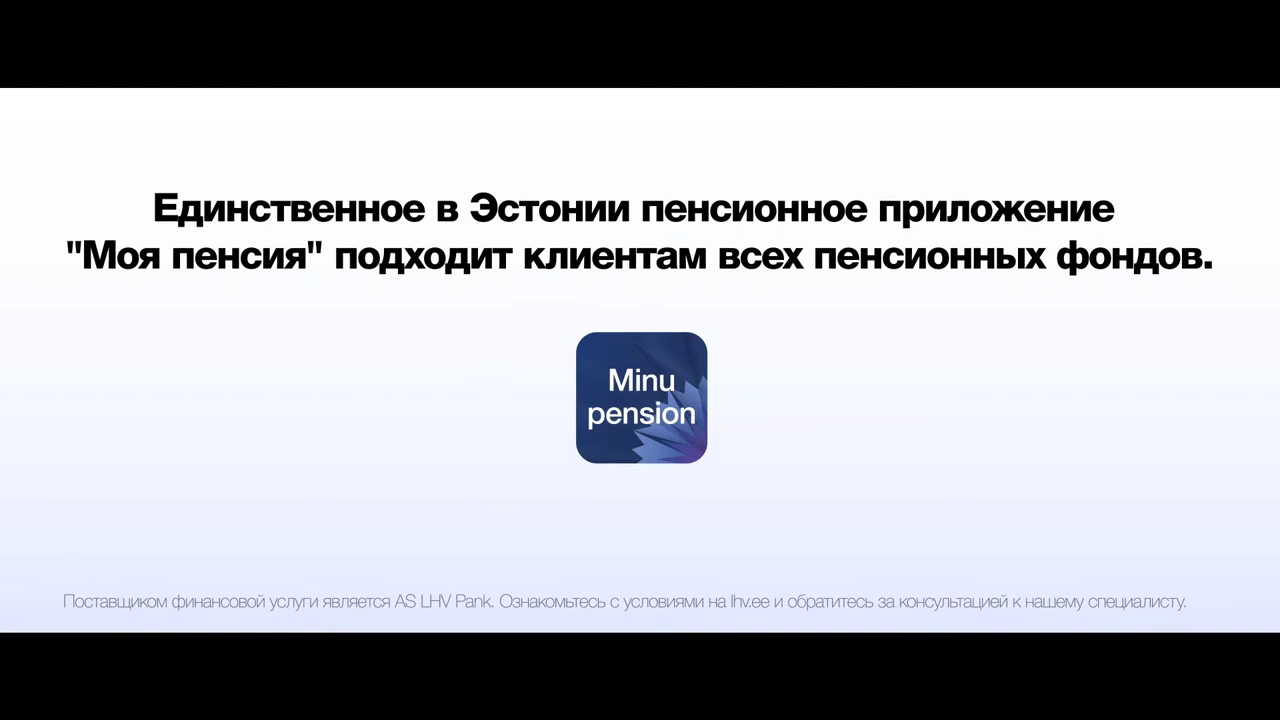 Единственное в Эстонии пенсионное приложение
"Моя пенсия" подходит клиентам всех пенсионных фондов.
Minu
pension
Поставщиком финансовой услуги является AS LHV Pank. Ознакомьтесь с условиями на lhv.ee и обратитесь за консультацией к нашему специалисту.